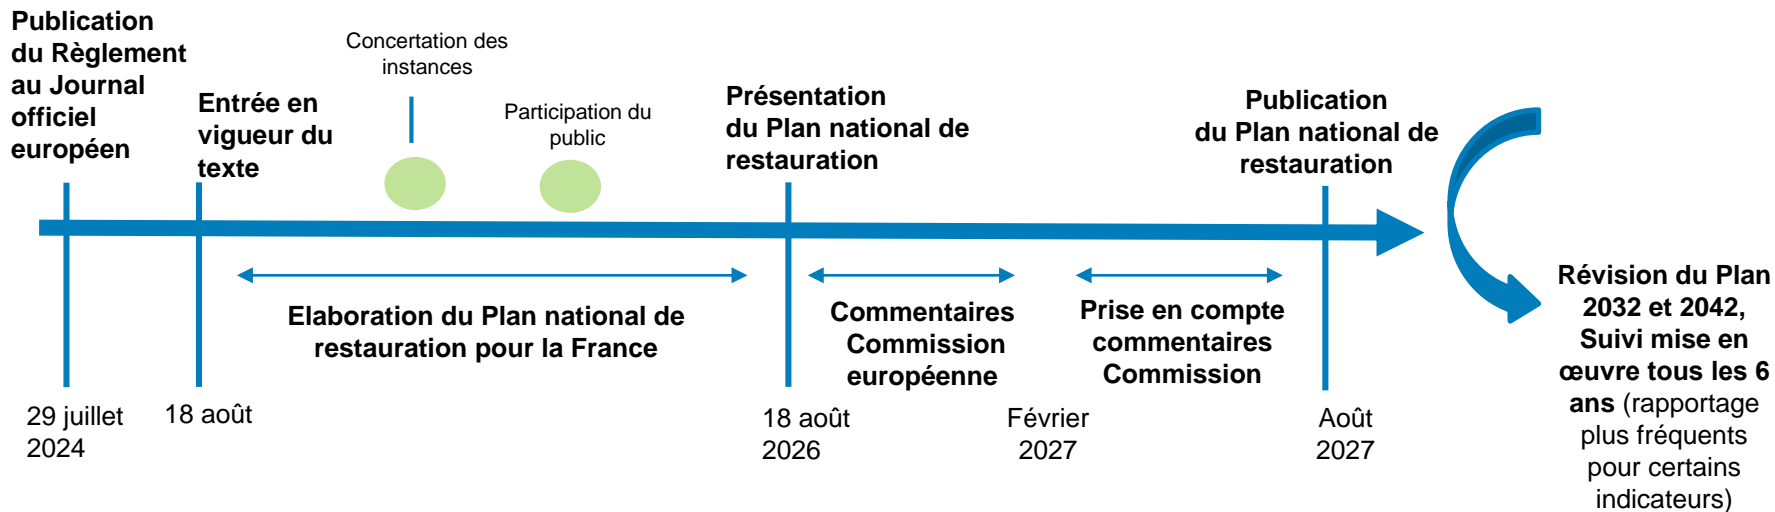 Publication
du Règlement
au Journal
officiel
européen
Entrée en
vigueur du
texte
Concertation des
instances
Participation du
public
Présentation
du Plan national de
restauration
Publication
du Plan national de
restauration
Elaboration du Plan national de
restauration pour la France
Commentaires
Commission
européenne
Prise en compte
commentaires
Commission
Révision du Plan
2032 et 2042,
Suivi mise en
œuvre tous les 6
ans (rapportage
plus fréquents
pour certains
indicateurs)
29 juillet
2024
18 août
18 août
2026
Février
2027
Août
2027